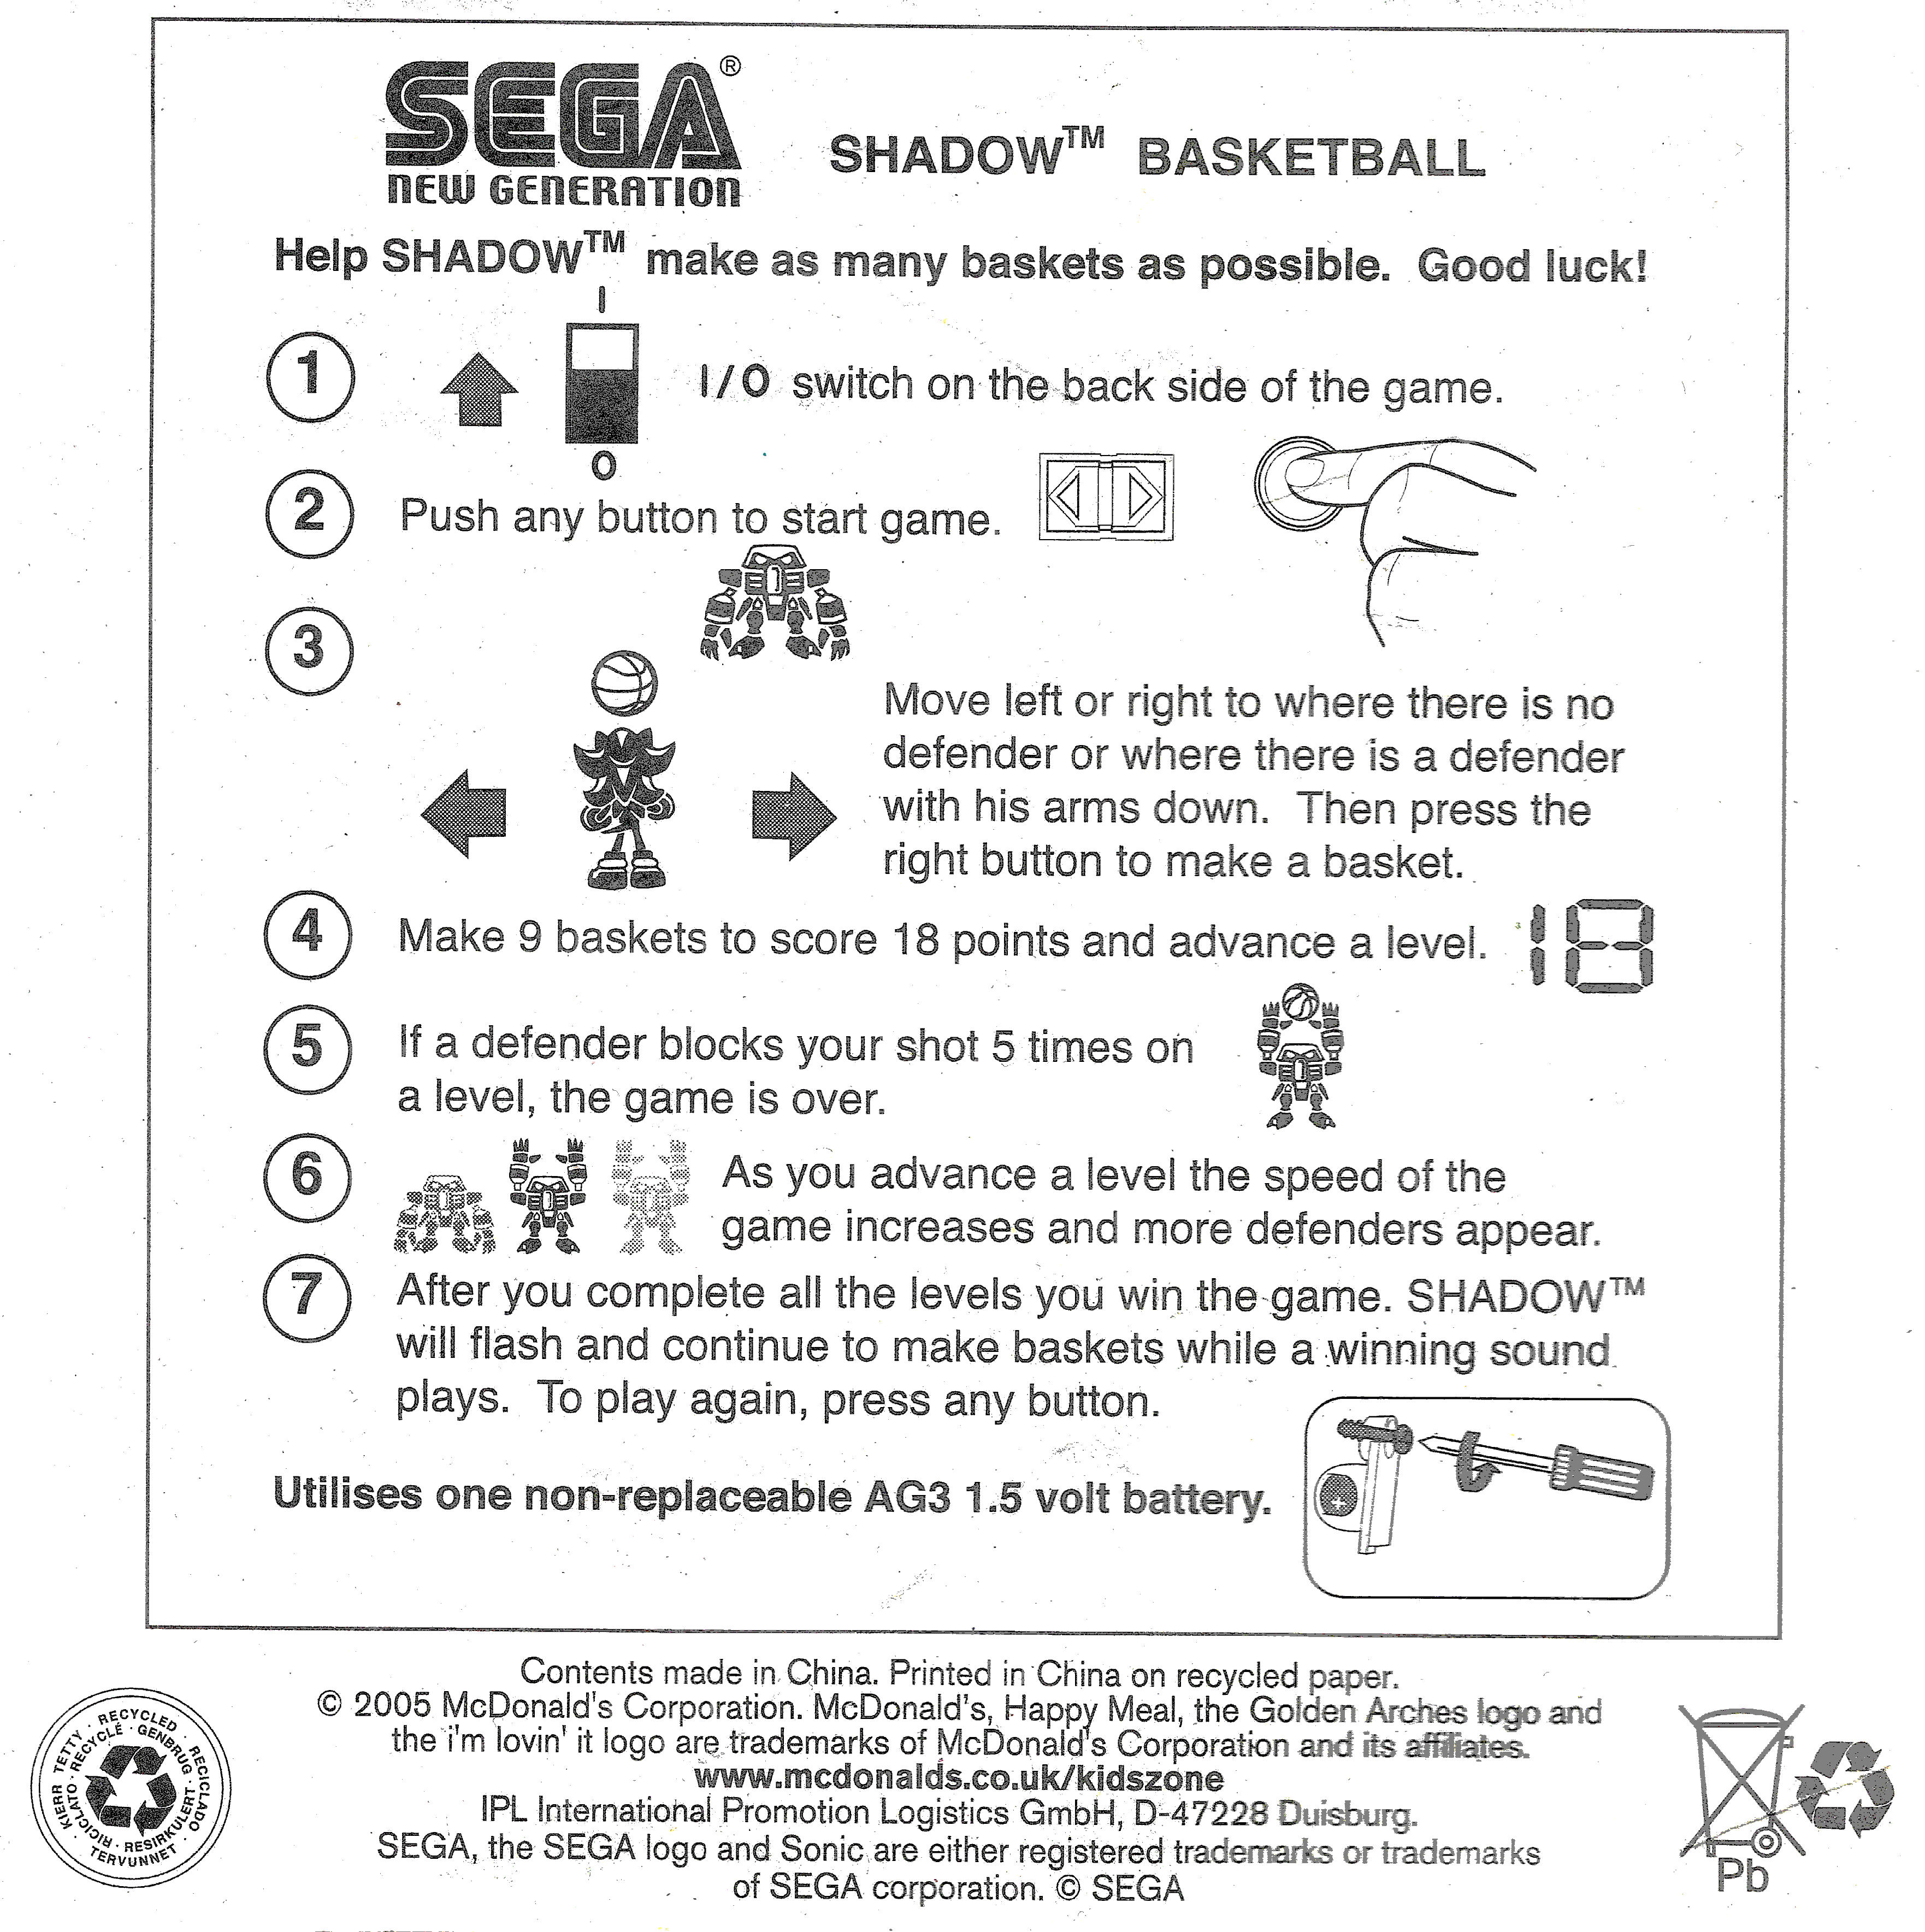 SEGA®
NEW GENERATION
SHADOW™ BASKETBALL
Help SHADOW™ make as many baskets as possible. Good luck!
I
1
I/O switch on the back side of the game.
O
2
Push any button to start game.
3
Move left or right to where there is no
defender or where there is a defender
with his arms down. Then press the
right button to make a basket.
4
Make 9 baskets to score 18 points and advance a level.
18
5
If a defender blocks your shot 5 times on
a level, the game is over.
6
As you advance a level the speed of the
game increases and more defenders appear.
7
After you complete all the levels you win the game. SHADOW™
will flash and continue to make baskets while a winning sound
plays. To play again, press any button.
Utilises one non-replaceable AG3 1.5 volt battery.
+
Contents made in China. Printed in China on recycled paper.
© 2005 McDonald's Corporation. McDonald's, Happy Meal, the Golden Arches logo and
the i'm lovin' it logo are trademarks of McDonald's Corporation and its affiliates.
www.mcdonalds.co.uk/kidszone
IPL International Promotion Logistics GmbH, D-47228 Duisburg.
SEGA, the SEGA logo and Sonic are either registered trademarks or trademarks
of SEGA corporation. © SEGA
KIERR TETTY · RECYCLED · RECICLADO · TERVUNNET
RICICLATO · RECYCLÉ · GENBRUG · RESIRKULERT
Pb